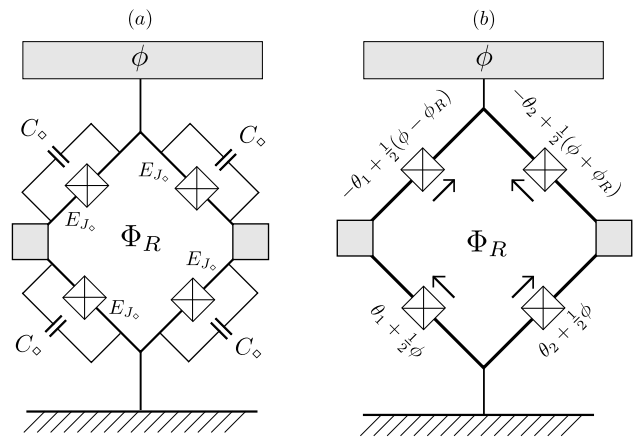 (a)
(b)
ϕ
ϕ
C⋄
C⋄
E_{J⋄}
E_{J⋄}
Φ_R
E_{J⋄}
E_{J⋄}
C⋄
C⋄
-θ₁ + ½(ϕ - ϕ_R)
-θ₂ + ½(ϕ + ϕ_R)
Φ_R
θ₁ + ½ϕ
θ₂ + ½ϕ